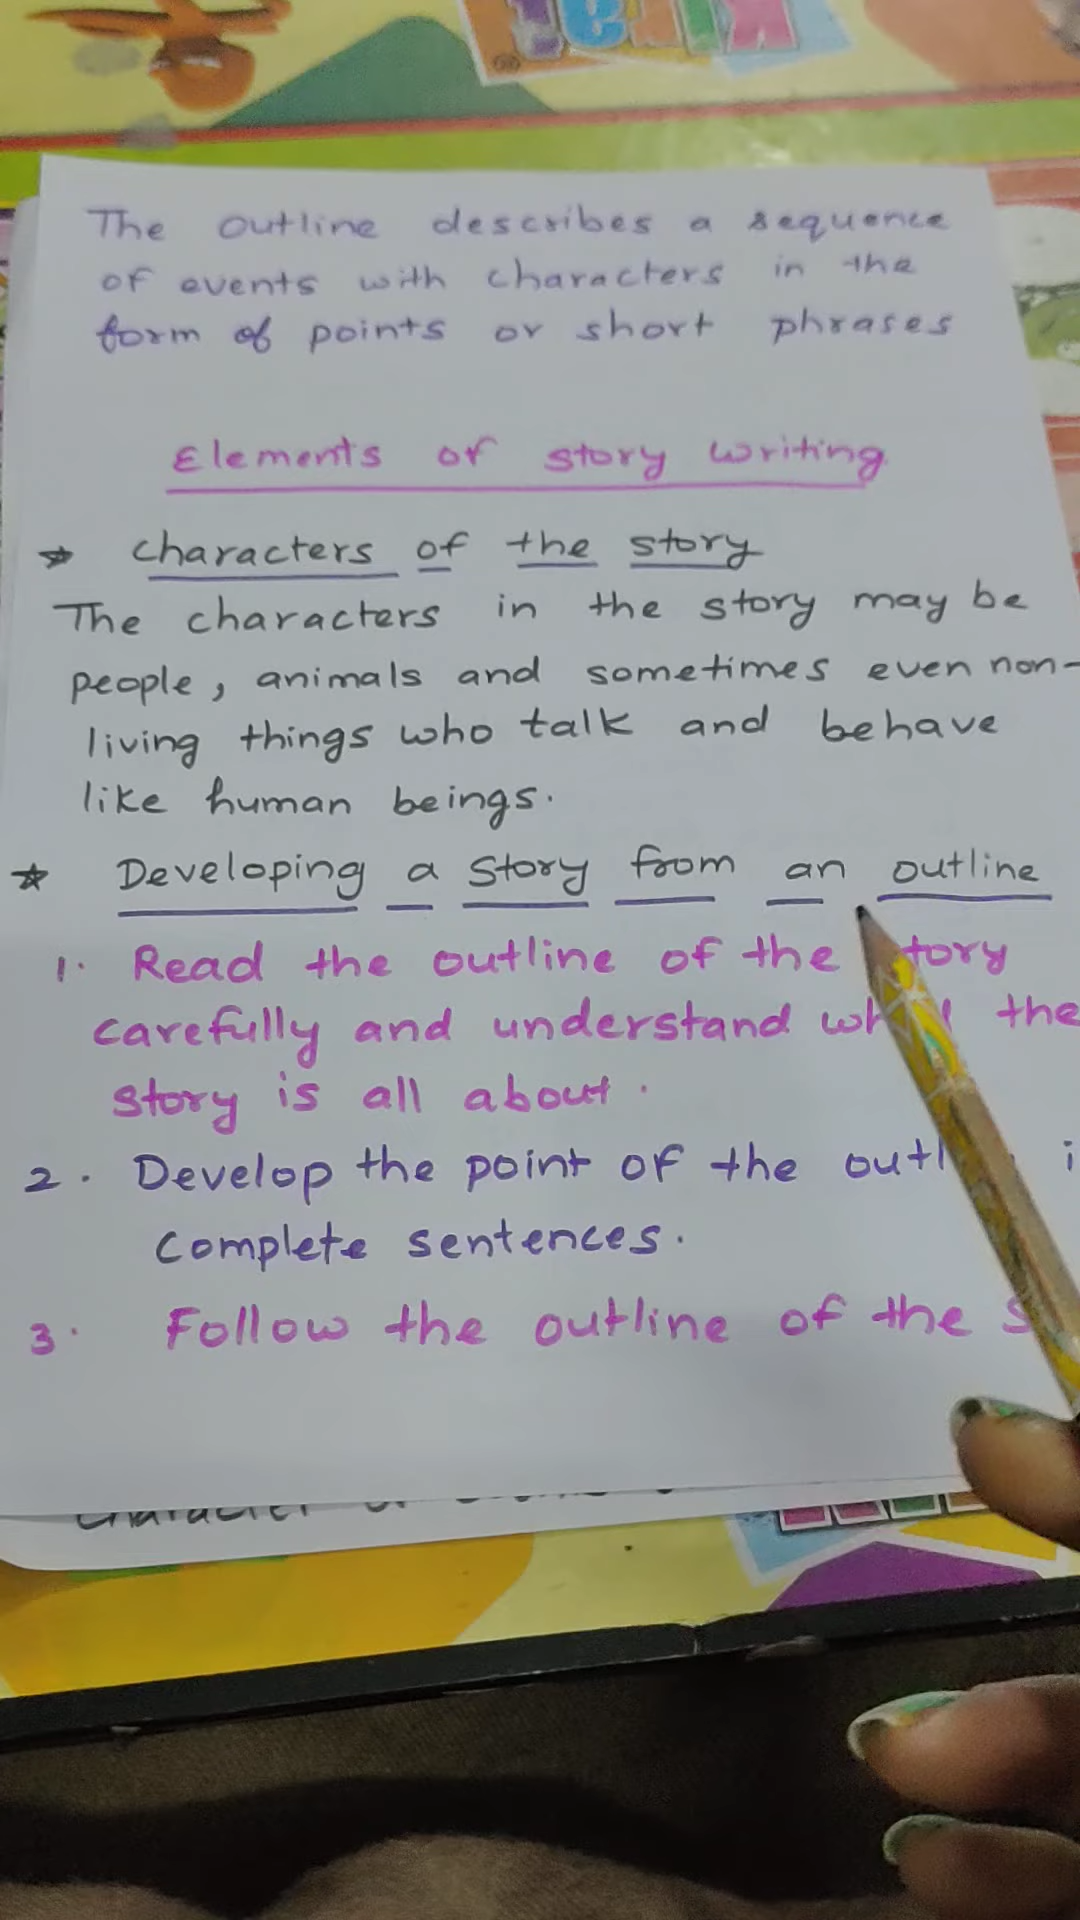 The outline describes a sequence
of events with characters in the
form of points or short phrases
Elements of story writing
characters of the story
The characters in the story may be
people, animals and sometimes even non-
living things who talk and behave
like human beings.
Developing a story from an outline
1. Read the outline of the story
carefully and understand the
story is all about.
2. Develop the point of the
complete sentences.
3. Follow the outline of the